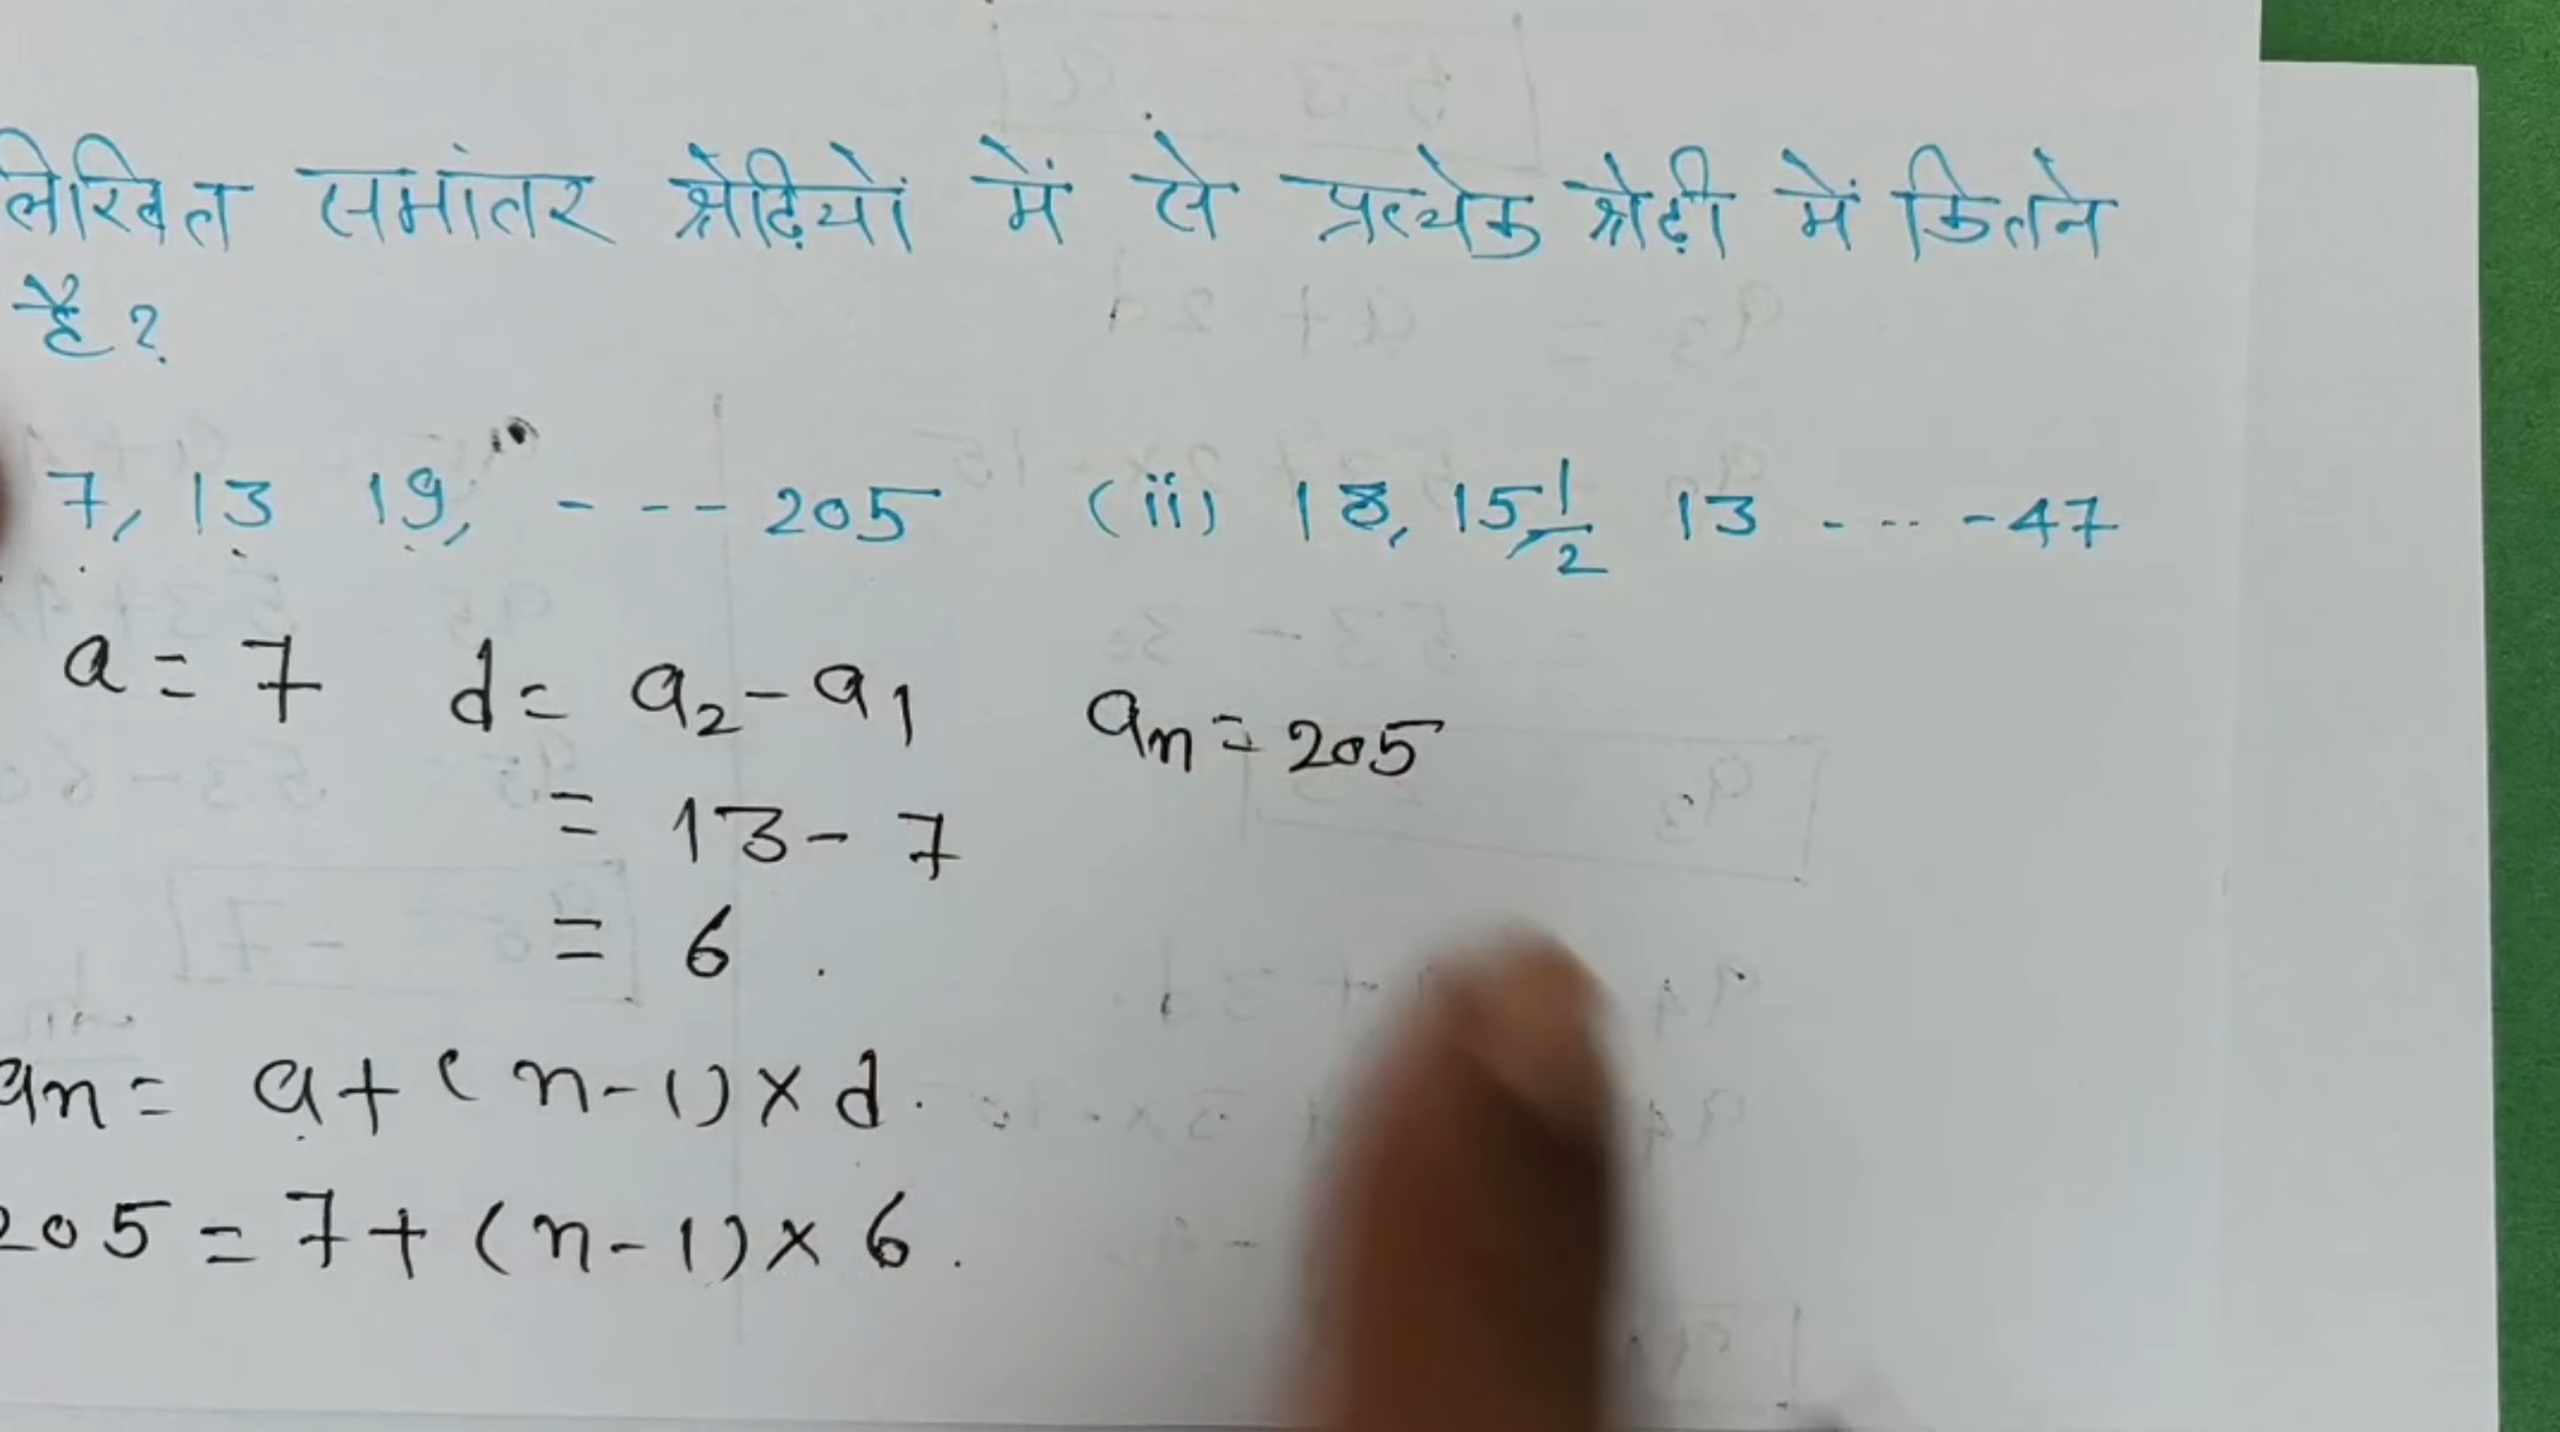 लिखित समांतर श्रेढ़ियों में से प्रत्येक श्रेढ़ी में कितने
है?
7, 13 19, - - - 205 (ii) 18, 15 1/2 13 - - - -47
a = 7 d = a₂ - a₁ aₙ = 205
= 13 - 7
= 6
an = a + (n-1) × d.
205 = 7 + (n-1) × 6.